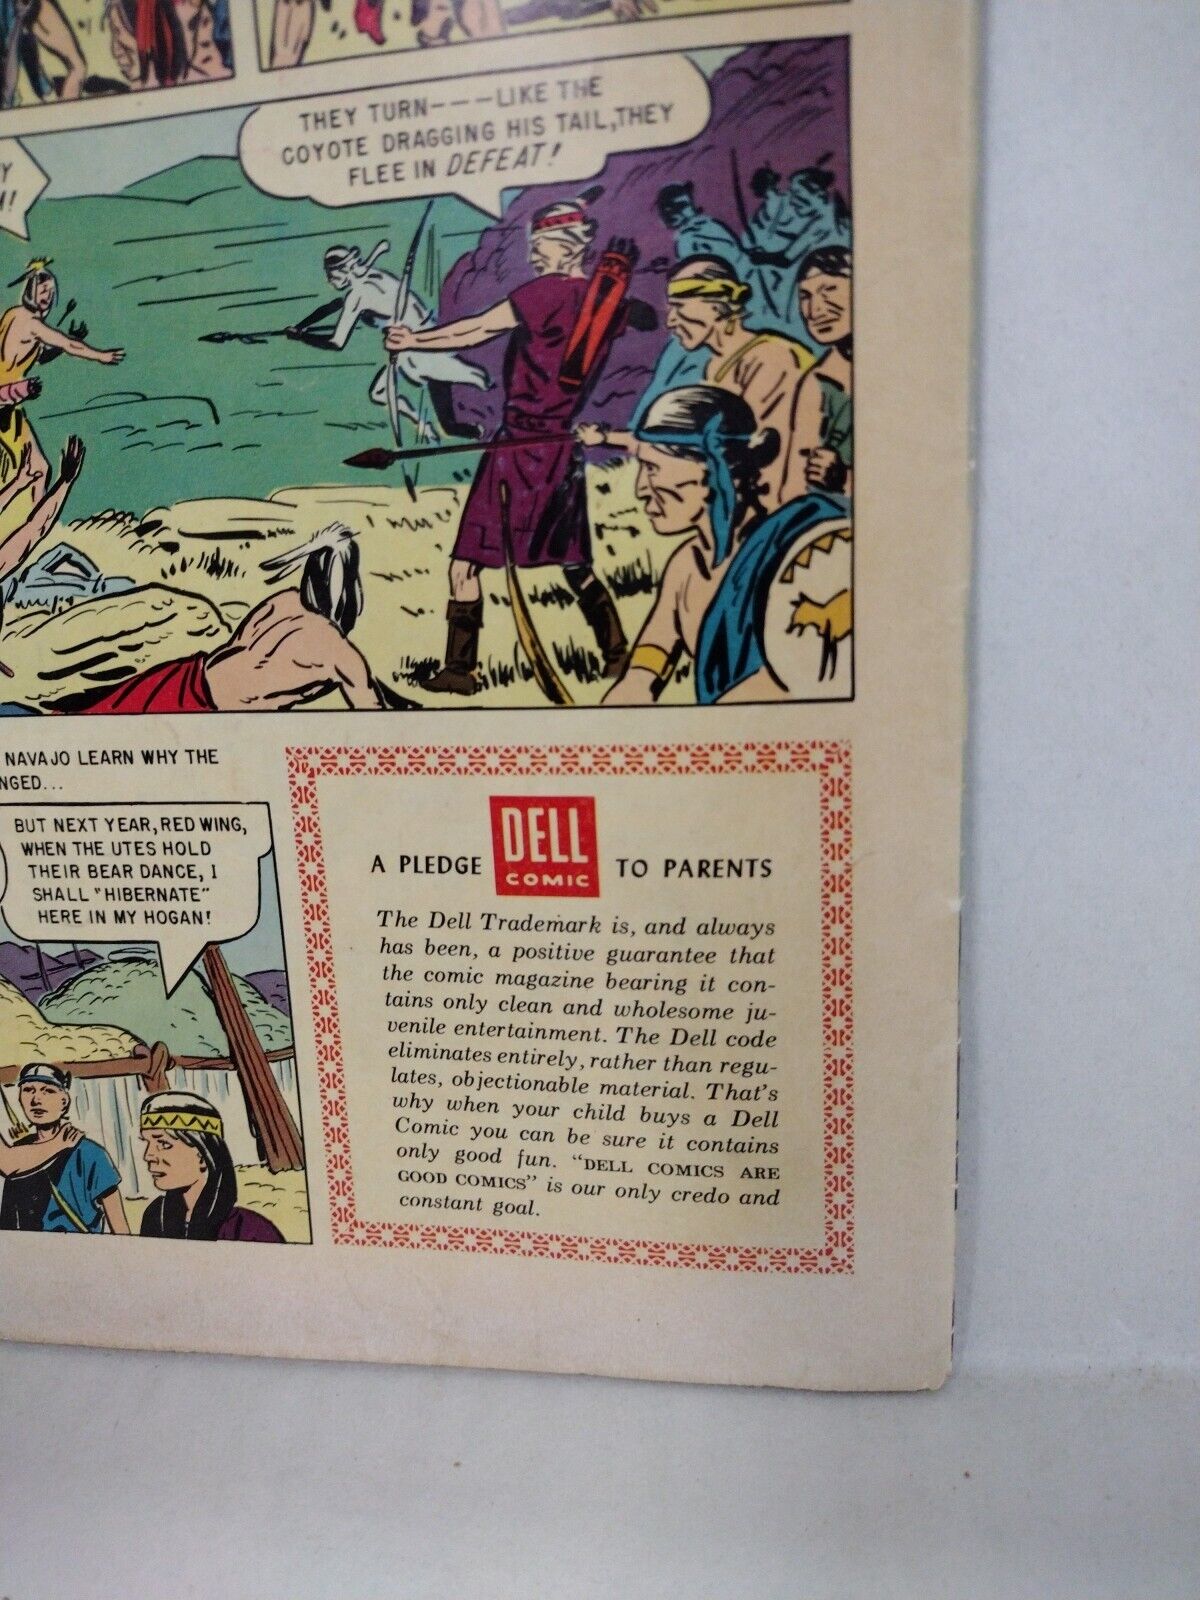 THEY TURN---LIKE THE
COYOTE DRAGGING HIS TAIL, THEY
FLEE IN DEFEAT!
NAVAJO LEARN WHY THE
BUT NEXT YEAR, RED WING,
WHEN THE UTES HOLD
THEIR BEAR DANCE, I
SHALL "HIBERNATE"
HERE IN MY HOGAN!
A PLEDGE DELL COMIC TO PARENTS
The Dell Trademark is, and always
has been, a positive guarantee that
the comic magazine bearing it con-
tains only clean and wholesome ju-
venile entertainment. The Dell code
eliminates entirely, rather than regu-
lates, objectionable material. That's
why when your child buys a Dell
Comic you can be sure it contains
only good fun. "DELL COMICS ARE
GOOD COMICS" is our only credo and
constant goal.